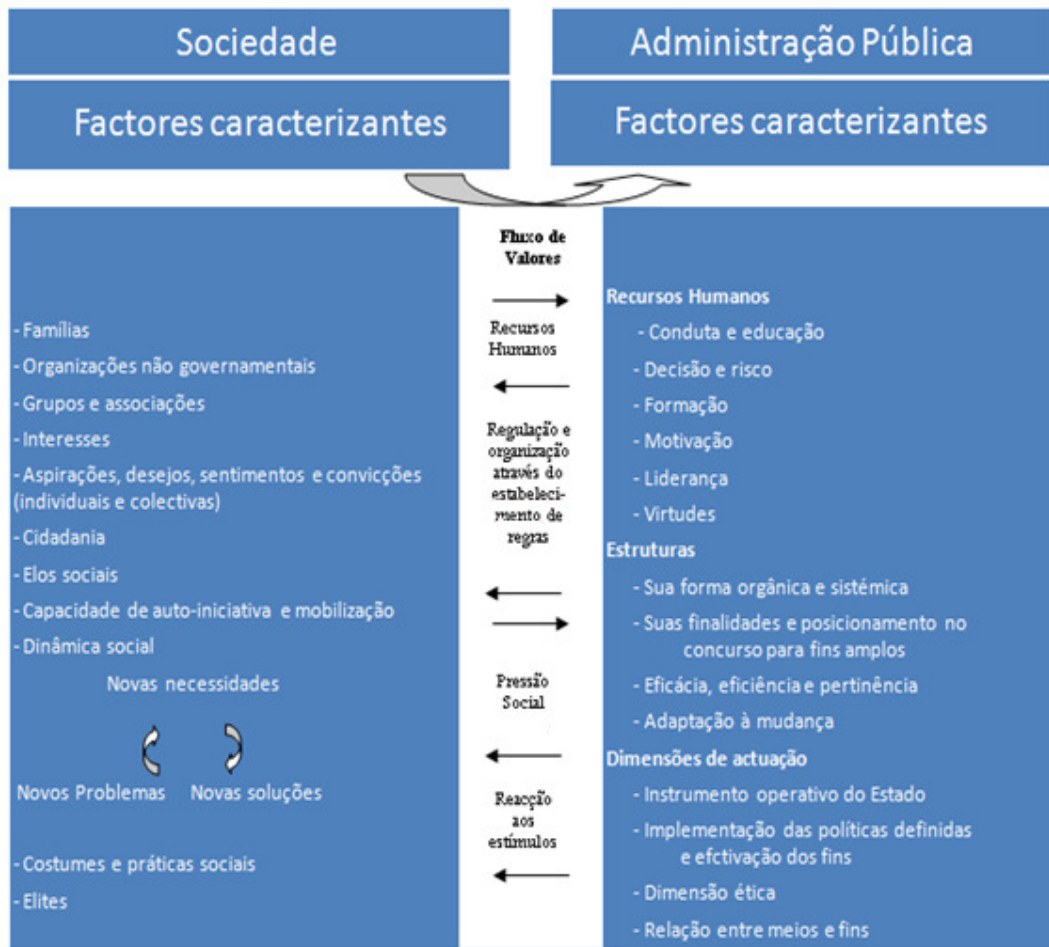 Sociedade
Factores caracterizantes
Administração Pública
Factores caracterizantes
- Famílias
- Organizações não governamentais
- Grupos e associações
- Interesses
- Aspirações, desejos, sentimentos e convicções
(individuais e colectivas)
- Cidadania
- Elos sociais
- Capacidade de auto-iniciativa e mobilização
- Dinâmica social
Novas necessidades
Novos Problemas Novas soluções
- Costumes e práticas sociais
- Elites
Fluxo de
Valores
Recursos
Humanos
Regulação e
organização
através do
estabeleci-
mento de
regras
Pressão
Social
Reacção
aos
estímulos
Recursos Humanos
- Conduta e educação
- Decisão e risco
- Formação
- Motivação
- Liderança
- Virtudes
Estruturas
- Sua forma orgânica e sistémica
- Suas finalidades e posicionamento no
concurso para fins amplos
- Eficácia, eficiência e pertinência
- Adaptação à mudança
Dimensões de actuação
- Instrumento operativo do Estado
- Implementação das políticas definidas
e efctivação dos fins
- Dimensão ética
- Relação entre meios e fins